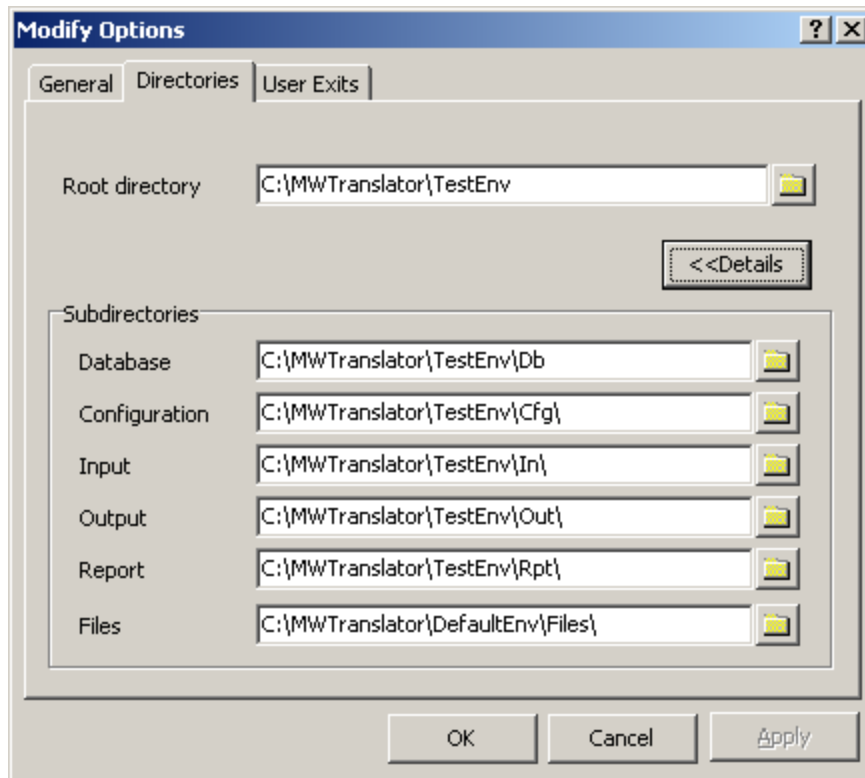 Modify Options
General Directories User Exits
Root directory C:\MWTranslator\TestEnv
<<Details
Subdirectories
Database C:\MWTranslator\TestEnv\Db
Configuration C:\MWTranslator\TestEnv\Cfg\
Input C:\MWTranslator\TestEnv\In\
Output C:\MWTranslator\TestEnv\Out\
Report C:\MWTranslator\TestEnv\Rpt\
Files C:\MWTranslator\DefaultEnv\Files\
OK Cancel Apply